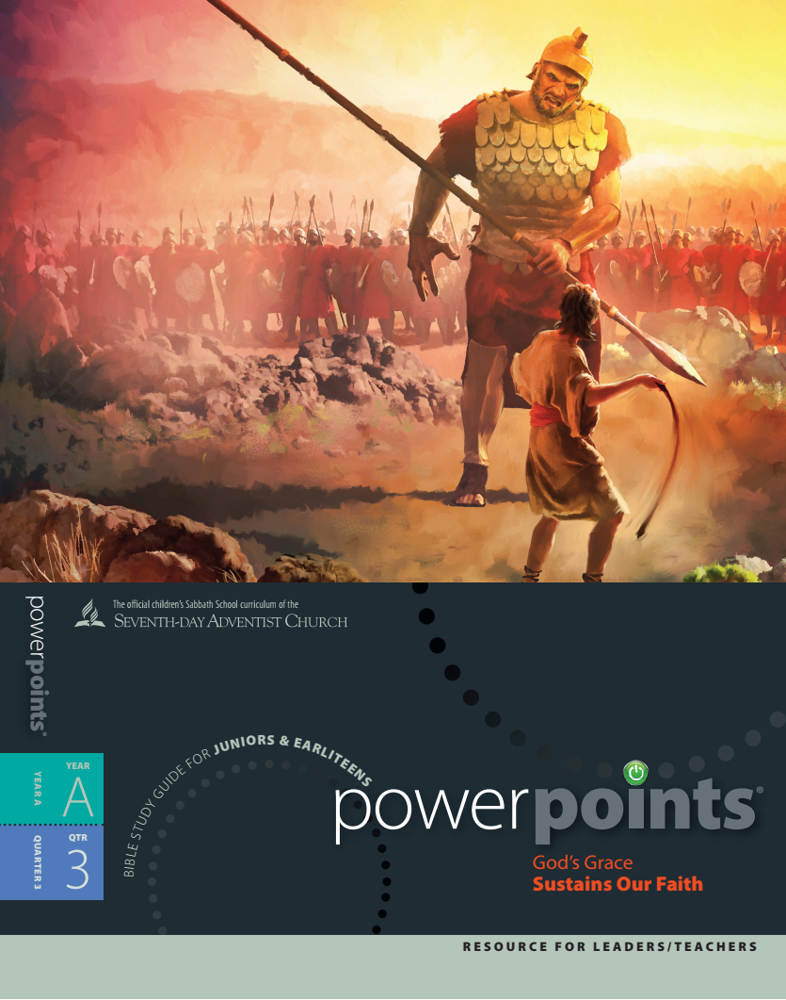 powerpoints®
The official children's Sabbath School curriculum of the
SEVENTH-DAY ADVENTIST CHURCH
YEAR
A
YEAR A
QTR
3
QUARTER 3
BIBLE STUDY GUIDE FOR JUNIORS & EARLITEENS
powerpoints®
God's Grace
Sustains Our Faith
RESOURCE FOR LEADERS/TEACHERS